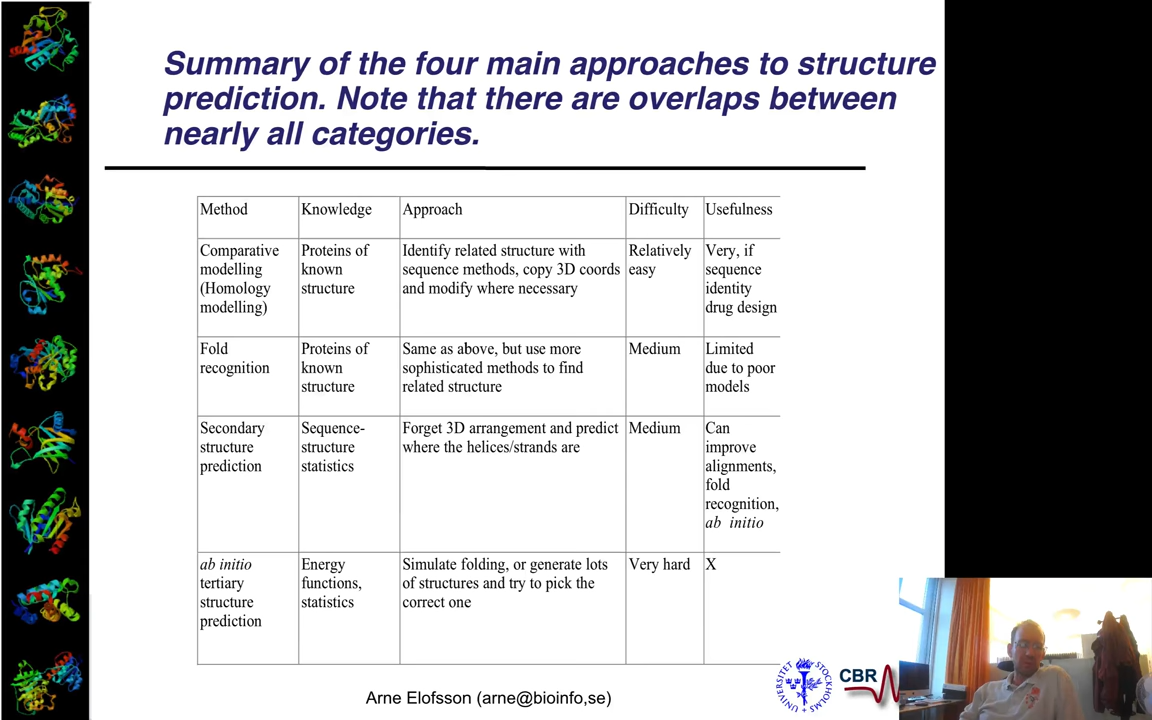 Summary of the four main approaches to structure
prediction. Note that there are overlaps between
nearly all categories.
Method
Knowledge
Approach
Difficulty
Usefulness
Comparative
modelling
(Homology
modelling)
Proteins of
known
structure
Identify related structure with
sequence methods, copy 3D coords
and modify where necessary
Relatively
easy
Very, if
sequence
identity
drug design
Fold
recognition
Proteins of
known
structure
Same as above, but use more
sophisticated methods to find
related structure
Medium
Limited
due to poor
models
Secondary
structure
prediction
Sequence-
structure
statistics
Forget 3D arrangement and predict
where the helices/strands are
Medium
Can
improve
alignments,
fold
recognition,
ab initio
ab initio
tertiary
structure
prediction
Energy
functions,
statistics
Simulate folding, or generate lots
of structures and try to pick the
correct one
Very hard
X
Arne Elofsson (arne@bioinfo,se)
STOCKHOLMS UNIVERSITET
CBR